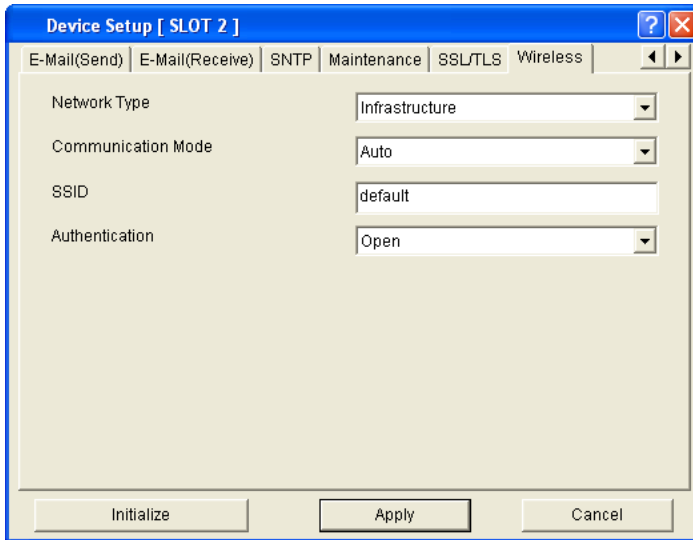 Device Setup [ SLOT 2 ]
E-Mail(Send) E-Mail(Receive) SNTP Maintenance SSL/TLS Wireless
Network Type Infrastructure
Communication Mode Auto
SSID default
Authentication Open
Initialize Apply Cancel